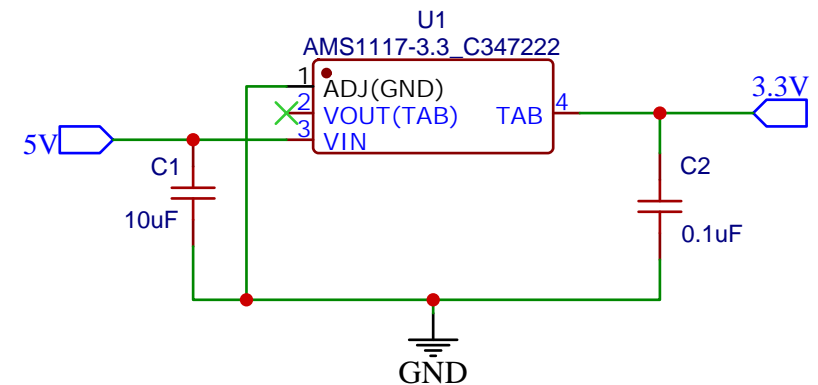 U1
AMS1117-3.3_C347222
1
ADJ(GND)
2
VOUT(TAB)
TAB
4
3
VIN
3.3V
5V
C1
10uF
C2
0.1uF
GND